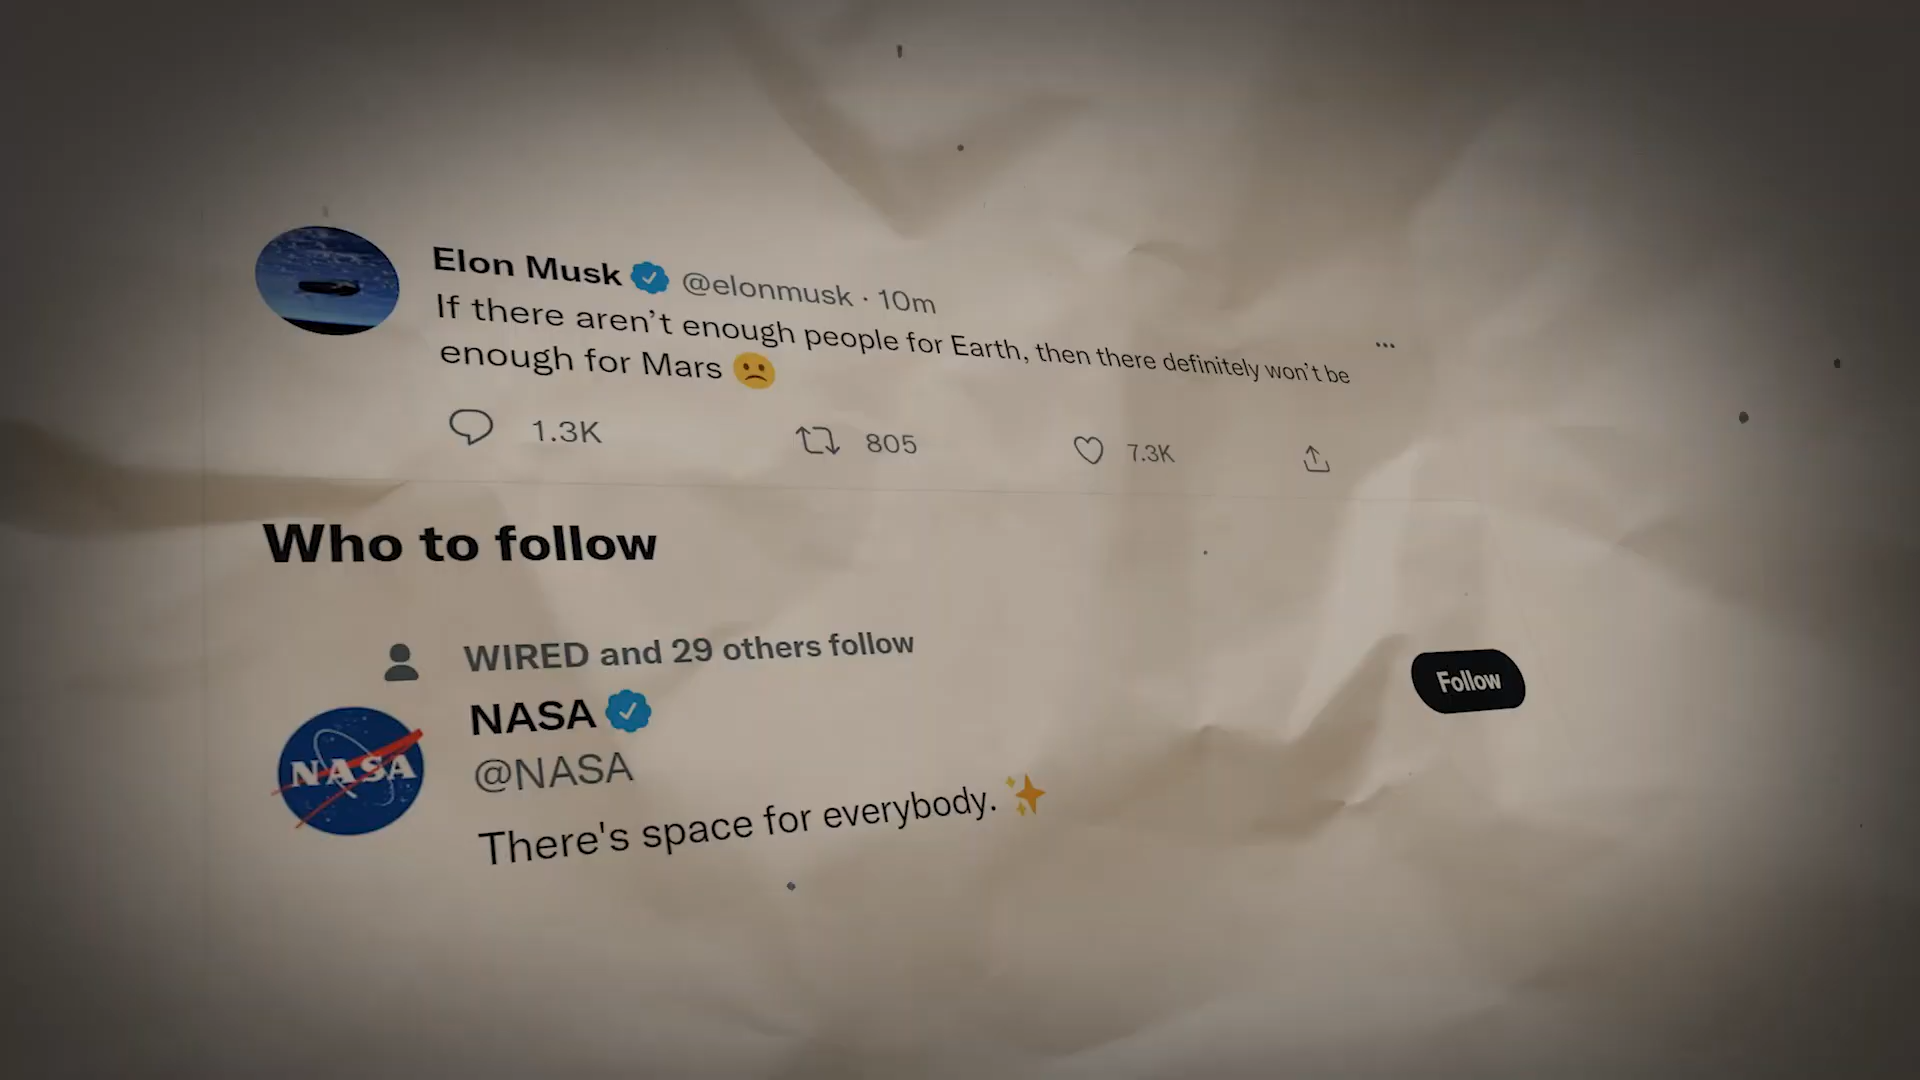 Elon Musk @elonmusk · 10m
If there aren’t enough people for Earth, then there definitely won’t be
enough for Mars 🙁
1.3K 805 7.3K
Who to follow
WIRED and 29 others follow
NASA
Follow
@NASA
NASA
There's space for everybody. ✨